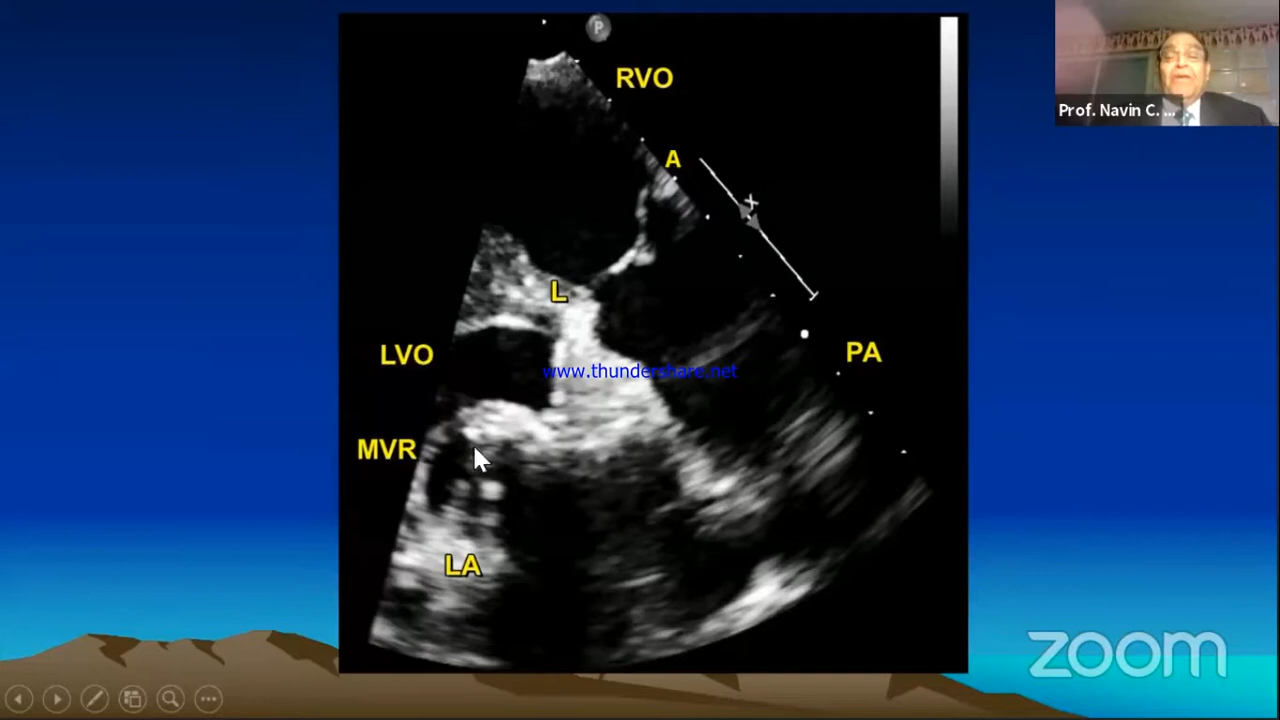 P
RVO
Prof. Navin C. ...
A
X
L
LVO
PA
www.thundershare.net
MVR
LA
zoom